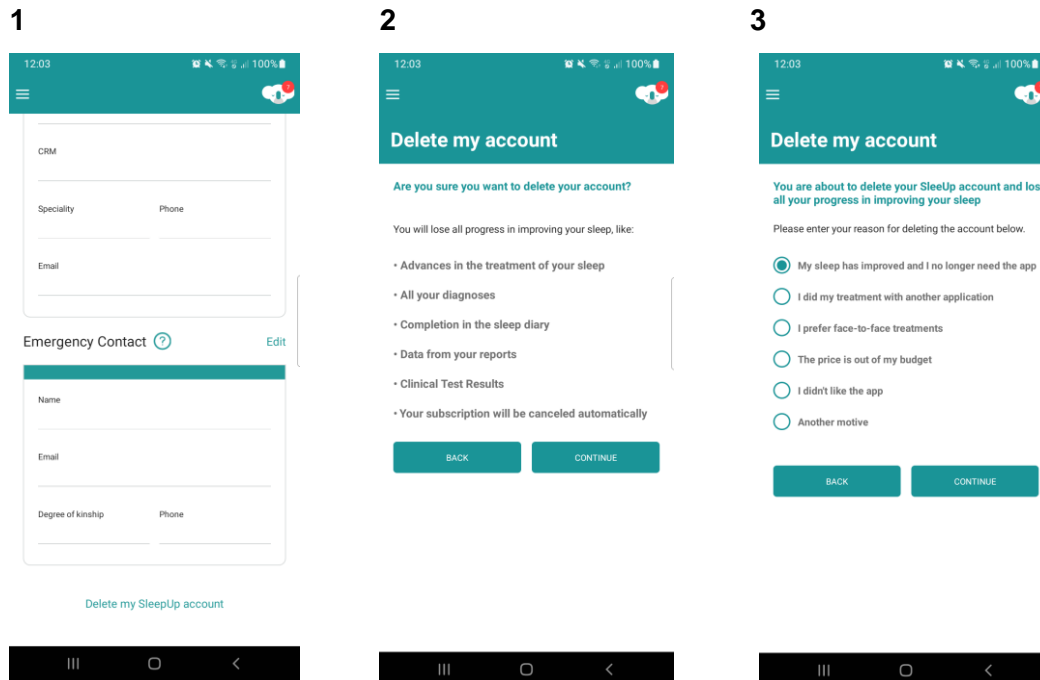 1
12:03
100%
CRM
Speciality Phone
Email
Emergency Contact ? Edit
Name
Email
Degree of kinship Phone
Delete my SleepUp account
2
12:03
100%
7
Delete my account
Are you sure you want to delete your account?
You will lose all progress in improving your sleep, like:
• Advances in the treatment of your sleep
• All your diagnoses
• Completion in the sleep diary
• Data from your reports
• Clinical Test Results
• Your subscription will be canceled automatically
BACK CONTINUE
3
12:03
100%
Delete my account
You are about to delete your SleeUp account and los
all your progress in improving your sleep
Please enter your reason for deleting the account below.
My sleep has improved and I no longer need the app
I did my treatment with another application
I prefer face-to-face treatments
The price is out of my budget
I didn't like the app
Another motive
BACK CONTINUE